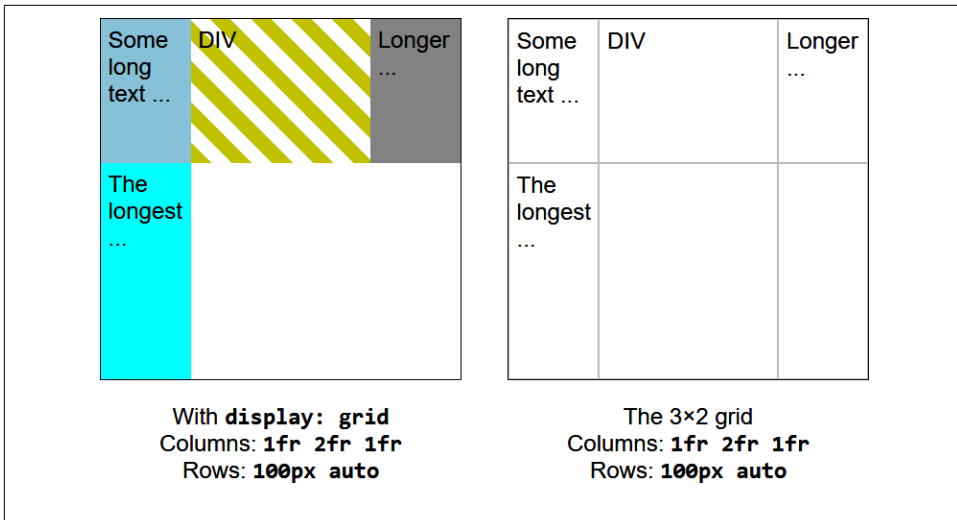 Some
long
text ...
DIV
Longer
...
The
longest
...
With display: grid
Columns: 1fr 2fr 1fr
Rows: 100px auto
Some
long
text ...
DIV
Longer
...
The
longest
...
The 3×2 grid
Columns: 1fr 2fr 1fr
Rows: 100px auto